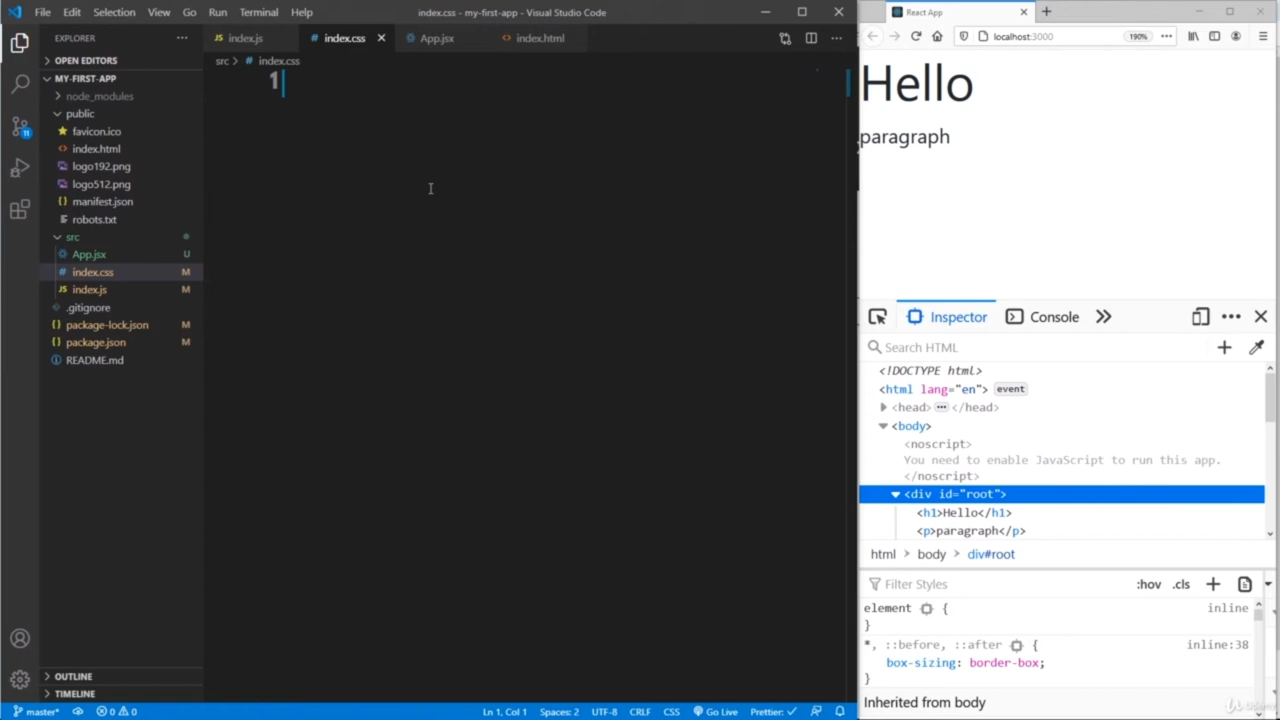 File Edit Selection View Go Run Terminal Help
index.css - my-first-app - Visual Studio Code
EXPLORER
OPEN EDITORS
MY-FIRST-APP
node_modules
public
favicon.ico
index.html
logo192.png
logo512.png
manifest.json
robots.txt
src
App.jsx U
index.css M
index.js M
.gitignore
package-lock.json M
package.json M
README.md
OUTLINE
TIMELINE
index.js index.css App.jsx index.html
src > index.css
1
master* 0 0
Ln 1, Col 1 Spaces: 2 UTF-8 CRLF CSS Go Live Prettier: ✓
React App
localhost:3000 190%
Hello
paragraph
Inspector Console
Search HTML
<!DOCTYPE html>
<html lang="en"> event
<head> ••• </head>
<body>
<noscript>
You need to enable JavaScript to run this app.
</noscript>
<div id="root">
<h1>Hello</h1>
<p>paragraph</p>
html > body > div#root
Filter Styles :hov .cls
element { inline
}
*, ::before, ::after { inline:38
box-sizing: border-box;
}
Inherited from body